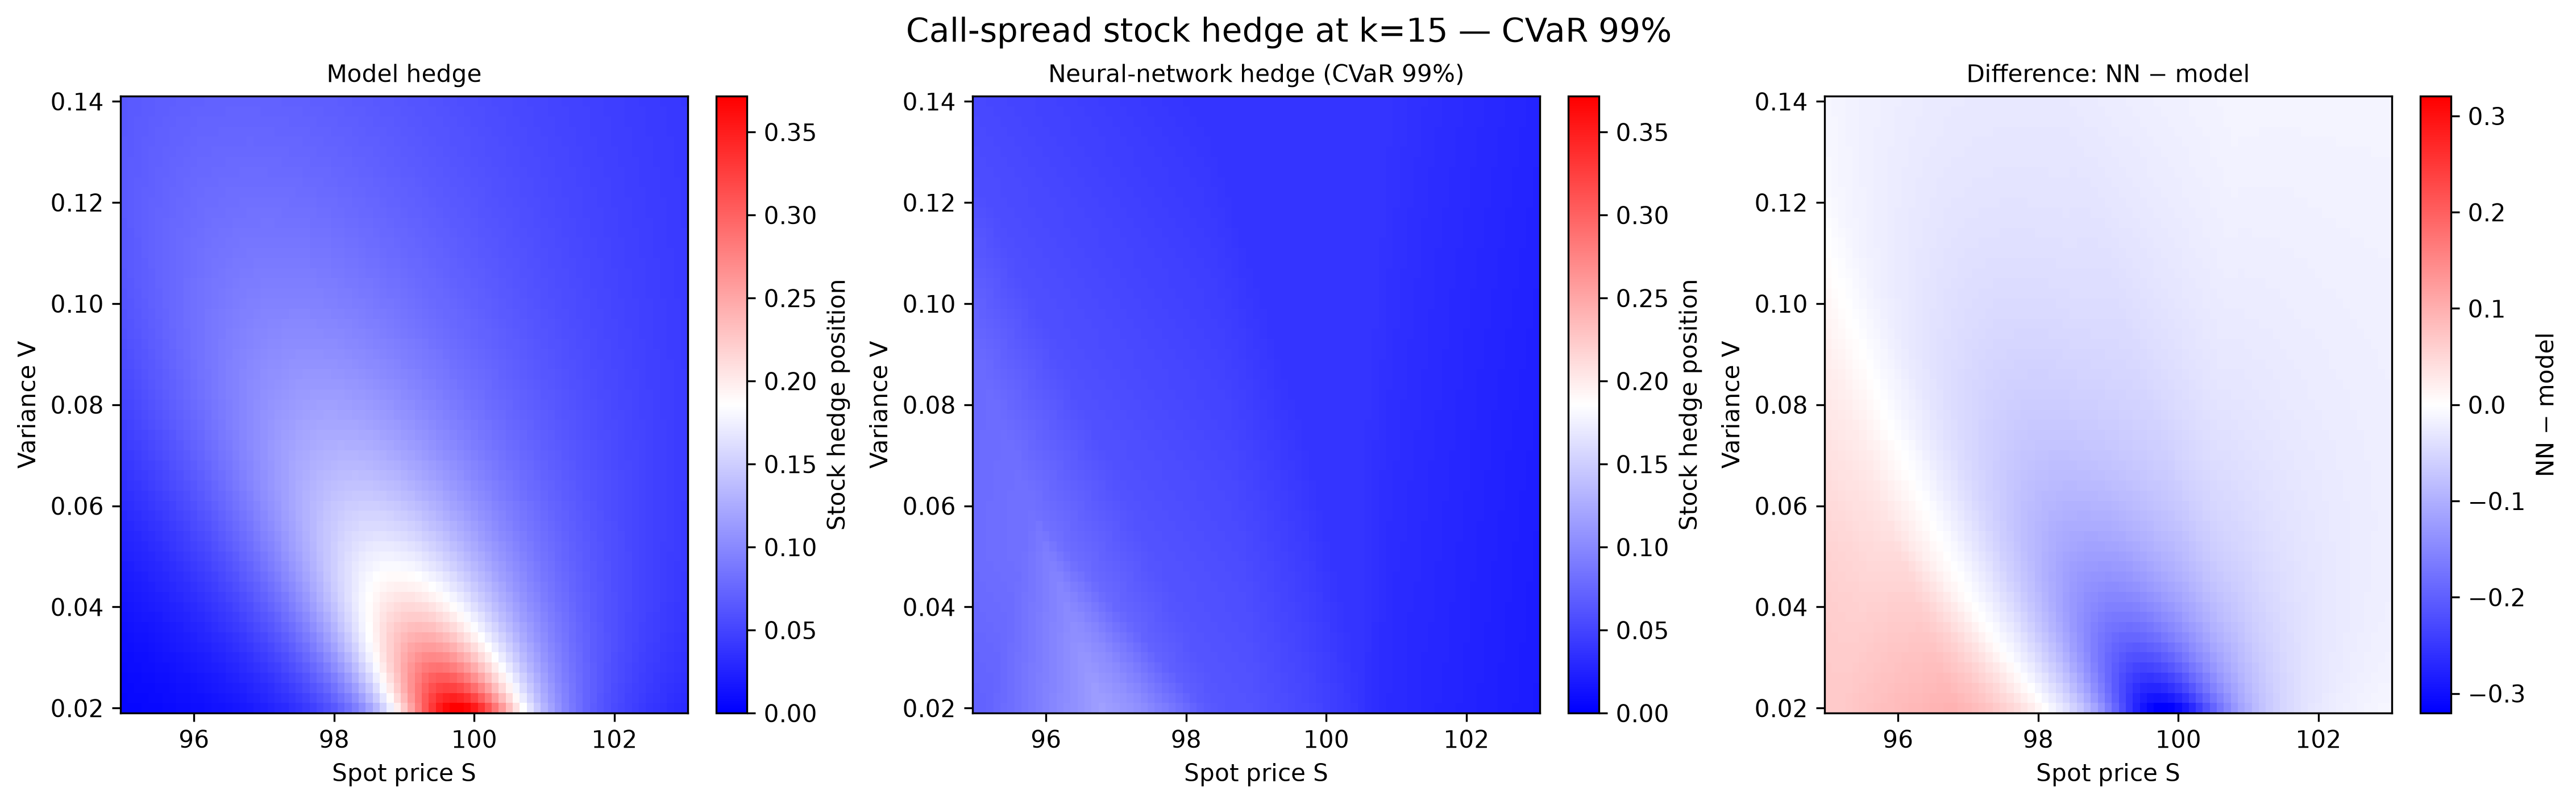 Call-spread stock hedge at k=15 — CVaR 99%
Model hedge
0.14
0.12
0.10
0.08
0.06
0.04
0.02
Variance V
96 98 100 102
Spot price S
0.35
0.30
0.25
0.20
0.15
0.10
0.05
0.00
Stock hedge position
Neural-network hedge (CVaR 99%)
0.14
0.12
0.10
0.08
0.06
0.04
0.02
Variance V
96 98 100 102
Spot price S
0.35
0.30
0.25
0.20
0.15
0.10
0.05
0.00
Stock hedge position
Difference: NN − model
0.14
0.12
0.10
0.08
0.06
0.04
0.02
Variance V
96 98 100 102
Spot price S
0.3
0.2
0.1
0.0
−0.1
−0.2
−0.3
NN − model